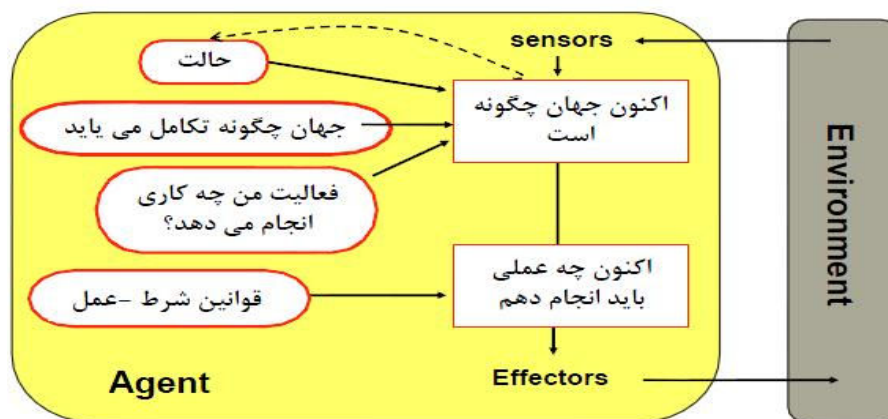 sensors
حالت
اکنون جهان چگونه
است
جهان چگونه تکامل می یابد
فعالیت من چه کاری
انجام می دهد؟
اکنون چه عملی
باید انجام دهم
قوانین شرط -عمل
Effectors
Agent
Environment